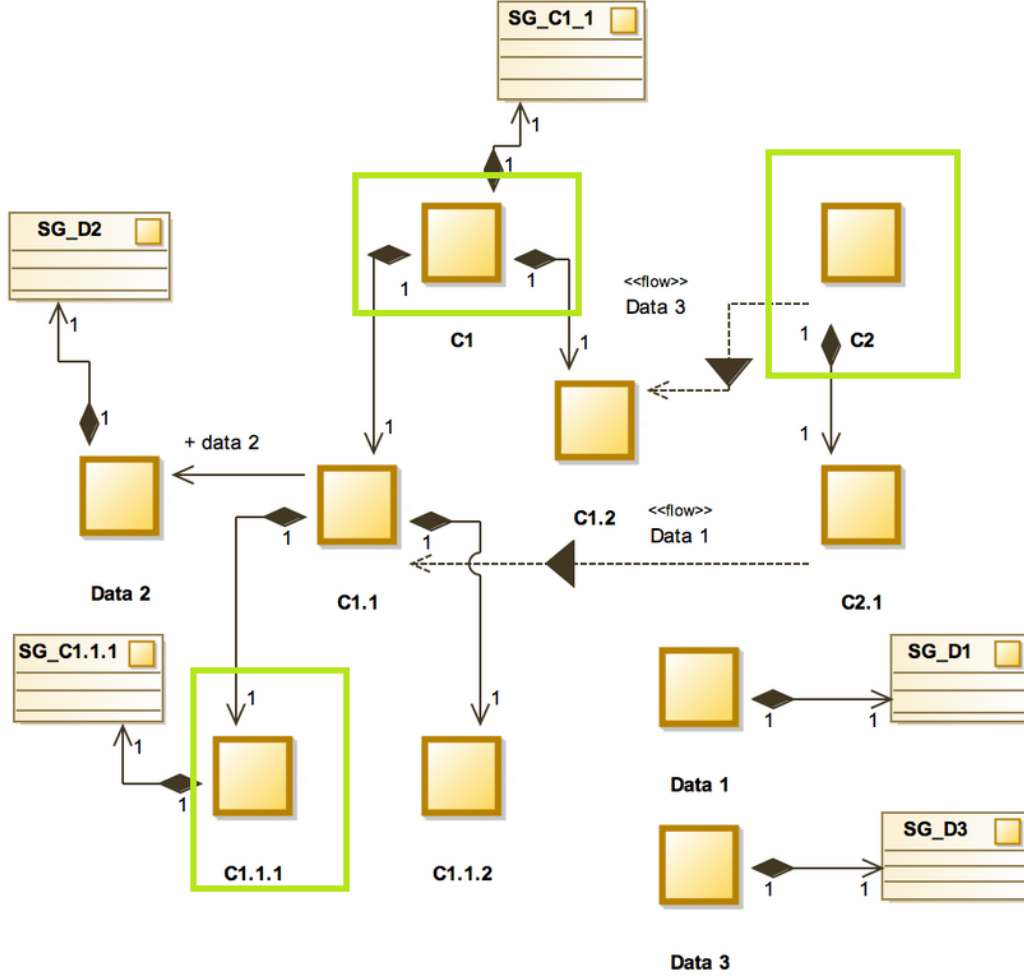 SG_C1_1
1
1
SG_D2
1
1
1
<<flow>>
Data 3
C1
1
C2
1
1
1
1
+ data 2
C1.2
<<flow>>
Data 1
1
1
Data 2
C1.1
C2.1
SG_C1.1.1
SG_D1
1
1
1
1
1
1
Data 1
SG_D3
C1.1.1
C1.1.2
1
1
Data 3